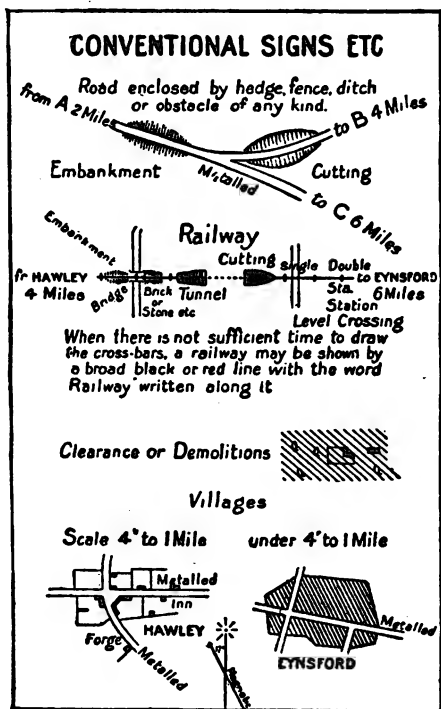 CONVENTIONAL SIGNS ETC
Road enclosed by hedge, fence, ditch
or obstacle of any kind.
from A 2 Mile
to B 4 Miles
Embankment
Metalled
Cutting
to C 6 Miles
Railway
Embankment
Cutting
Single
Double
fr HAWLEY
4 Miles
Bridge
Brick
or
Stone etc
Tunnel
Sta.
Station
to EYNSFORD
6 Miles
Level Crossing
When there is not sufficient time to draw
the cross-bars, a railway may be shown by
a broad black or red line with the word
Railway written along it
Clearance or Demolitions
Villages
Scale 4" to 1 Mile
under 4" to 1 Mile
Metalled
Inn
Forge
HAWLEY
Metalled
Magnetic
Metalled
EYNSFORD